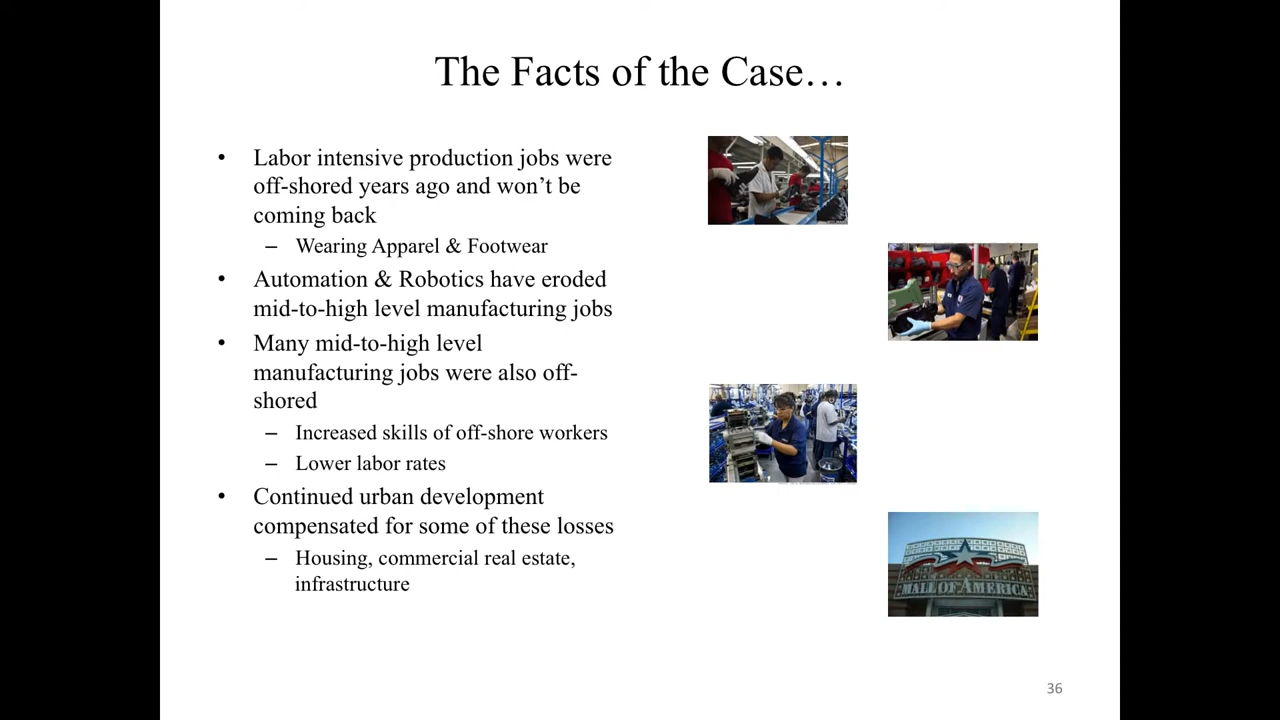 The Facts of the Case…
• Labor intensive production jobs were
off-shored years ago and won’t be
coming back
– Wearing Apparel & Footwear
• Automation & Robotics have eroded
mid-to-high level manufacturing jobs
• Many mid-to-high level
manufacturing jobs were also off-
shored
– Increased skills of off-shore workers
– Lower labor rates
• Continued urban development
compensated for some of these losses
– Housing, commercial real estate,
infrastructure
MALL OF AMERICA
36